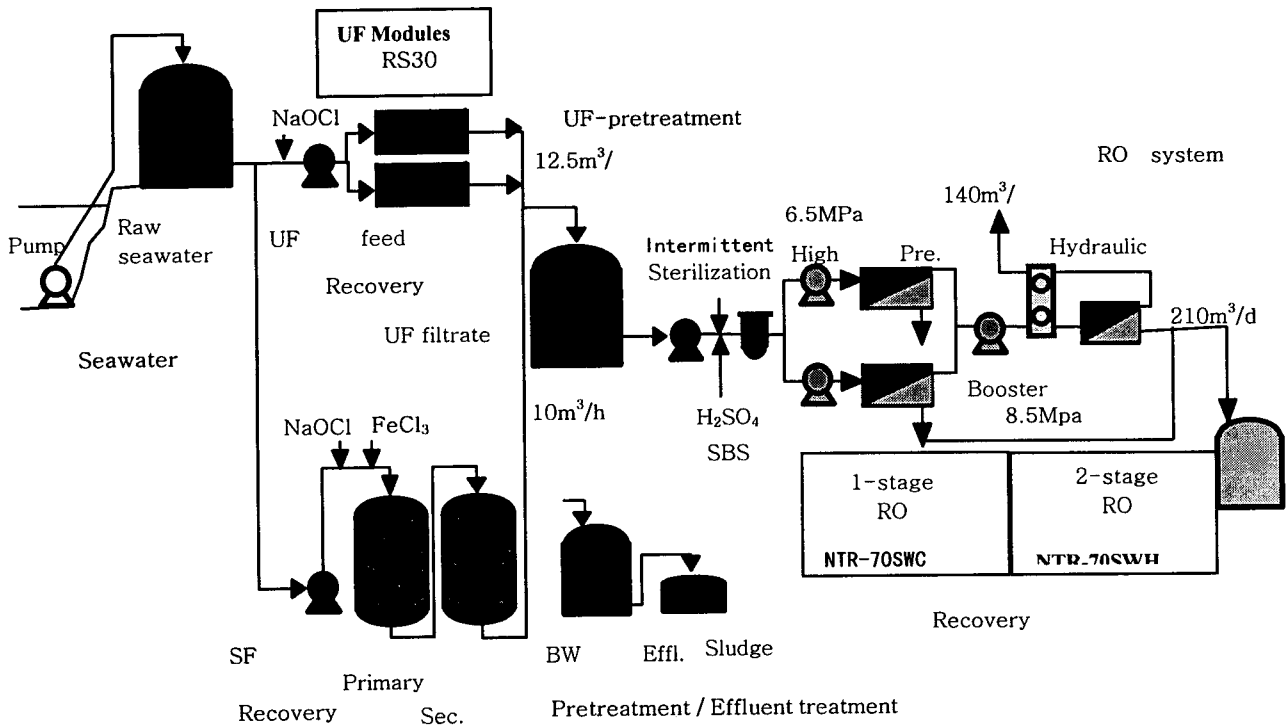 UF Modules
RS30
NaOCl
UF-pretreatment
12.5m³/
RO system
140m³/
6.5MPa
Pump
Raw
seawater
UF feed
Intermittent
Sterilization
High
Pre.
Hydraulic
Recovery
210m³/d
UF filtrate
Seawater
10m³/h
H₂SO₄
SBS
Booster
8.5Mpa
NaOCl
FeCl₃
1-stage
RO
NTR-70SWC
2-stage
RO
NTR-70SWH
Recovery
SF
BW
Effl.
Sludge
Primary
Recovery
Sec.
Pretreatment / Effluent treatment